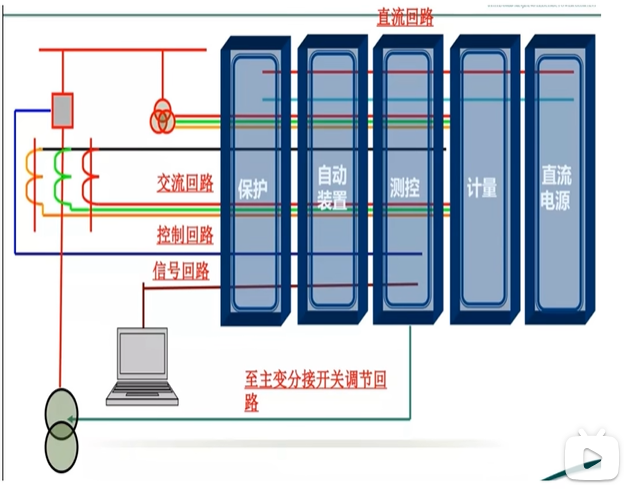 直流回路
保护
自动
装置
测控
计量
直流
电源
交流回路
控制回路
信号回路
至主变分接开关调节回
路